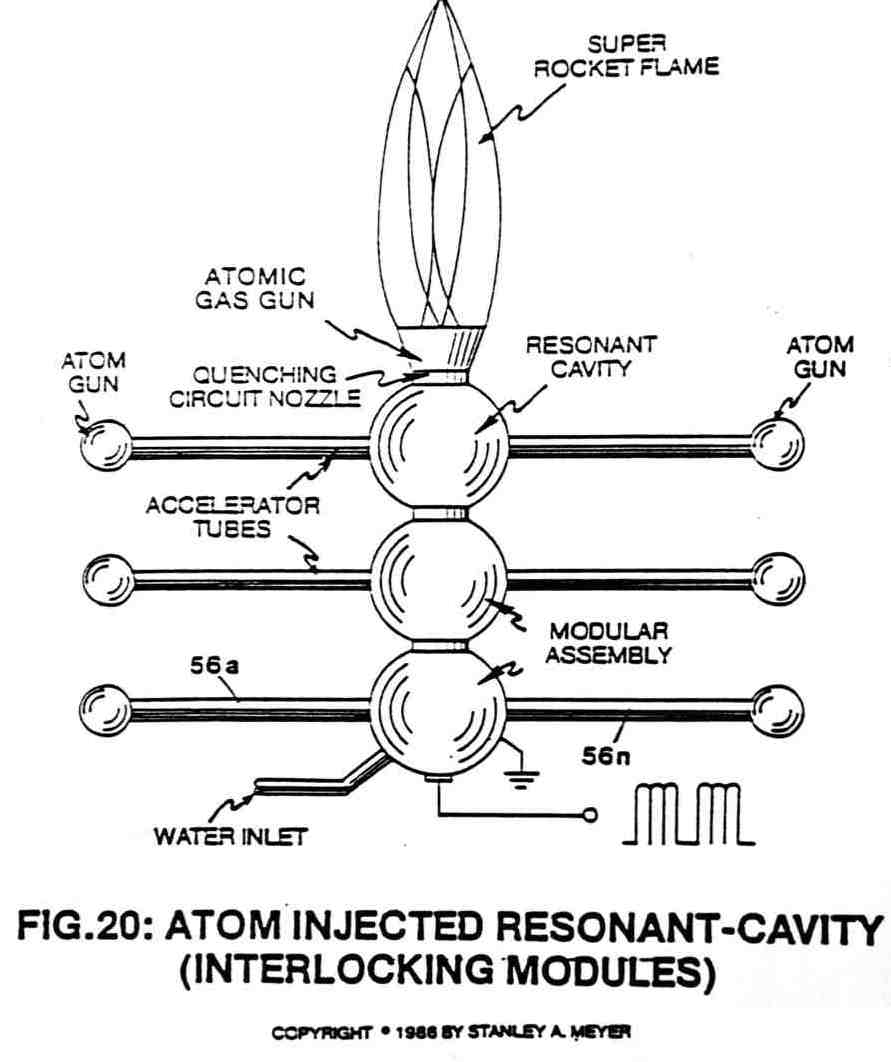 SUPER
ROCKET FLAME
ATOMIC
GAS GUN
RESONANT
CAVITY
ATOM
GUN
ATOM
GUN
QUENCHING
CIRCUIT NOZZLE
ACCELERATOR
TUBES
MODULAR
ASSEMBLY
56a
56n
WATER INLET
FIG.20: ATOM INJECTED RESONANT-CAVITY
(INTERLOCKING MODULES)
COPYRIGHT • 1986 BY STANLEY A. MEYER